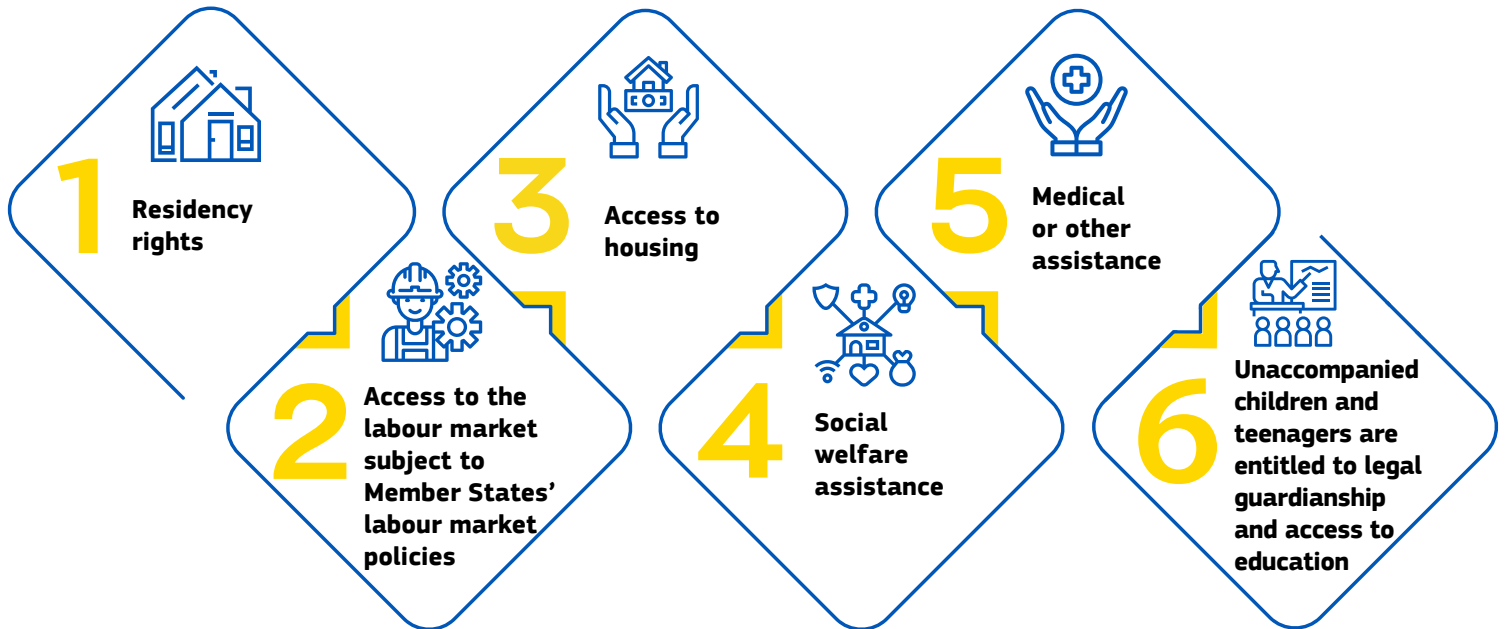 1
Residency
rights
2
Access to the
labour market
subject to
Member States’
labour market
policies
3
Access to
housing
4
Social
welfare
assistance
5
Medical
or other
assistance
6
Unaccompanied
children and
teenagers are
entitled to legal
guardianship
and access to
education